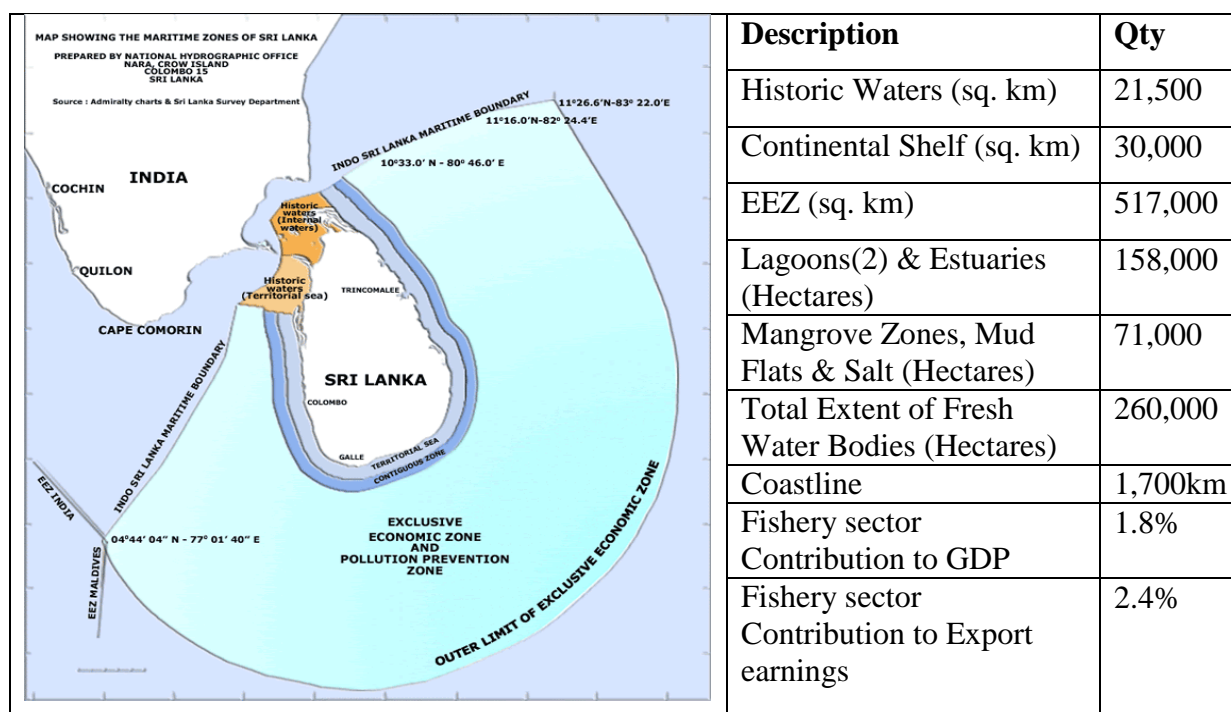 MAP SHOWING THE MARITIME ZONES OF SRI LANKA
PREPARED BY NATIONAL HYDROGRAPHIC OFFICE
NARA, CROW ISLAND
COLOMBO 15
SRI LANKA
Source : Admiralty charts & Sri Lanka Survey Department
11°26.6'N-83° 22.0'E
11°16.0'N-82° 24.4'E
INDO SRI LANKA MARITIME BOUNDARY
10°33.0' N - 80° 46.0' E
INDIA
COCHIN
Historic
waters
(Internal
waters)
QUILON
Historic
waters
(Territorial sea)
TRINCOMALEE
CAPE COMORIN
SRI LANKA
COLOMBO
INDO SRI LANKA MARITIME BOUNDARY
GALLE
TERRITORIAL SEA
CONTIGUOUS ZONE
EEZ INDIA
04°44' 04" N - 77° 01' 40" E
EEZ MALDIVES
EXCLUSIVE
ECONOMIC ZONE
AND
POLLUTION PREVENTION
ZONE
OUTER LIMIT OF EXCLUSIVE ECONOMIC ZONE
Description Qty
Historic Waters (sq. km) 21,500
Continental Shelf (sq. km) 30,000
EEZ (sq. km) 517,000
Lagoons(2) & Estuaries 158,000
(Hectares)
Mangrove Zones, Mud 71,000
Flats & Salt (Hectares)
Total Extent of Fresh 260,000
Water Bodies (Hectares)
Coastline 1,700km
Fishery sector 1.8%
Contribution to GDP
Fishery sector 2.4%
Contribution to Export
earnings